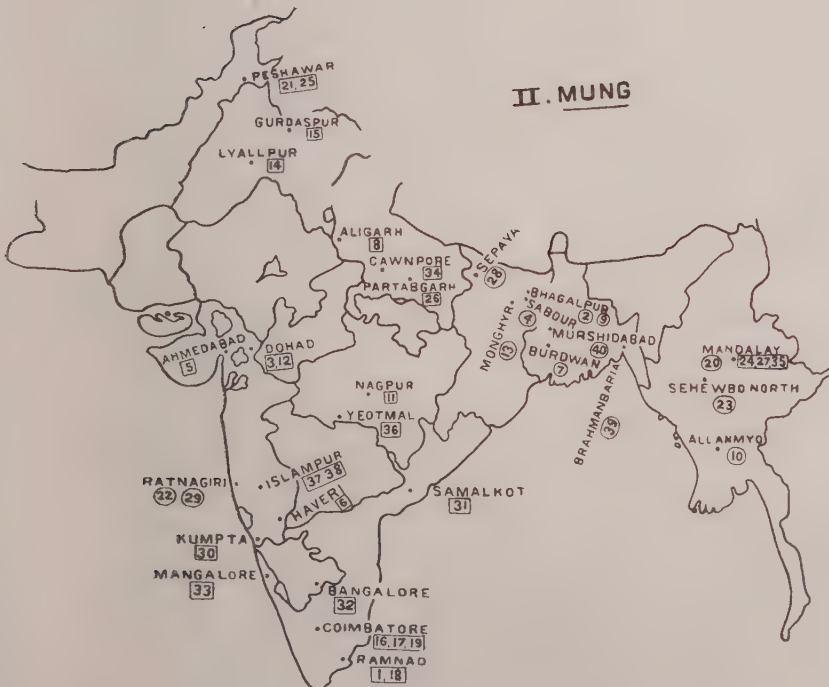 II. MUNG
PESHAWAR
21, 25
GURDASPUR
15
LYALLPUR
14
ALIGARH
8
CAWNPORE
34
PARTABGARH
26
SEPAYA
28
BHAGALPUR
2 9
SABOUR
4
MONGHYR
13
MURSHIDABAD
40
BURDWAN
7
BRAHMANBARIA
39
MANDALAY
20 24, 27, 35
SEHEWBO NORTH
23
ALLANMYO
10
AHMEDABAD
5
DOHAD
3, 12
NAGPUR
11
YEOTMAL
36
ISLAMPUR
37 38
RATNAGIRI
22 29
HAVERI
6
SAMALKOT
31
KUMPTA
30
MANGALORE
33
BANGALORE
32
COIMBATORE
16, 17, 19
RAMNAD
1, 18